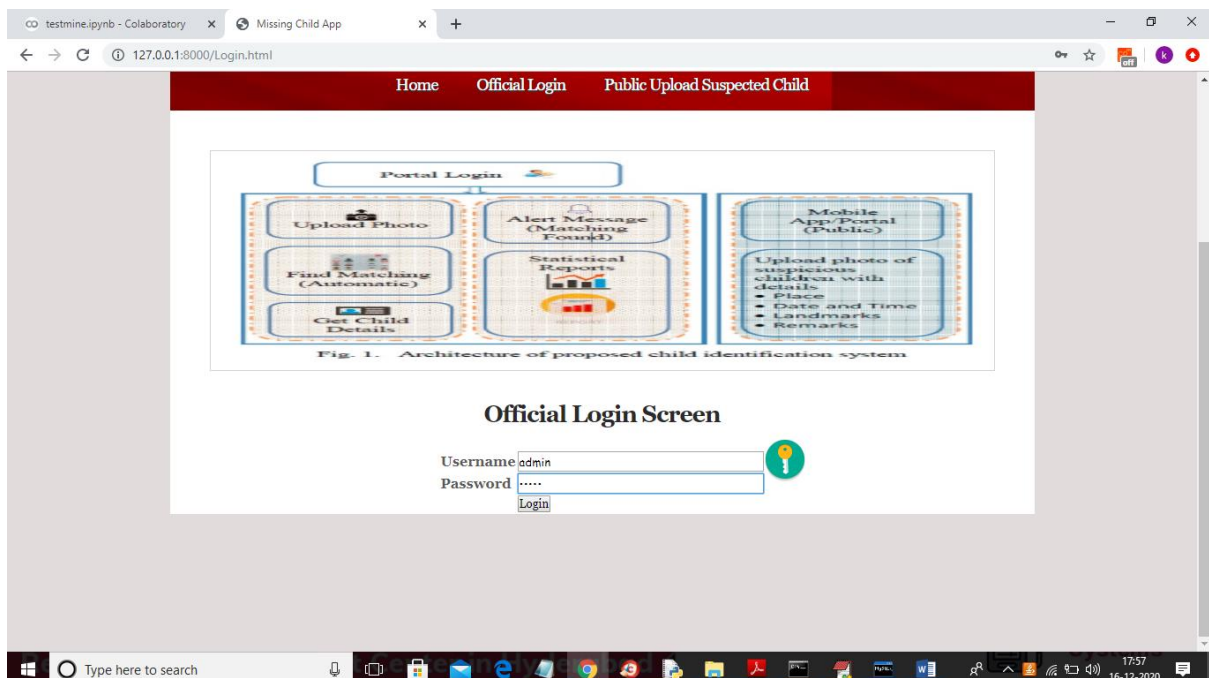 testmine.ipynb - Colaboratory
Missing Child App
127.0.0.1:8000/Login.html
off
k
Home Official Login Public Upload Suspected Child
Portal Login
Upload Photo
Find Matching
(Automatic)
Get Child
Details
Alert Message
(Matching
Found)
Statistical
Reports
Mobile
App/Portal
(Public)
Upload photo of
suspicious
children with
details
• Place
• Date and Time
• Landmarks
• Remarks
Fig. 1. Architecture of proposed child identification system
Official Login Screen
Username admin
Password .....
Login
Type here to search
17:57
16-12-2020